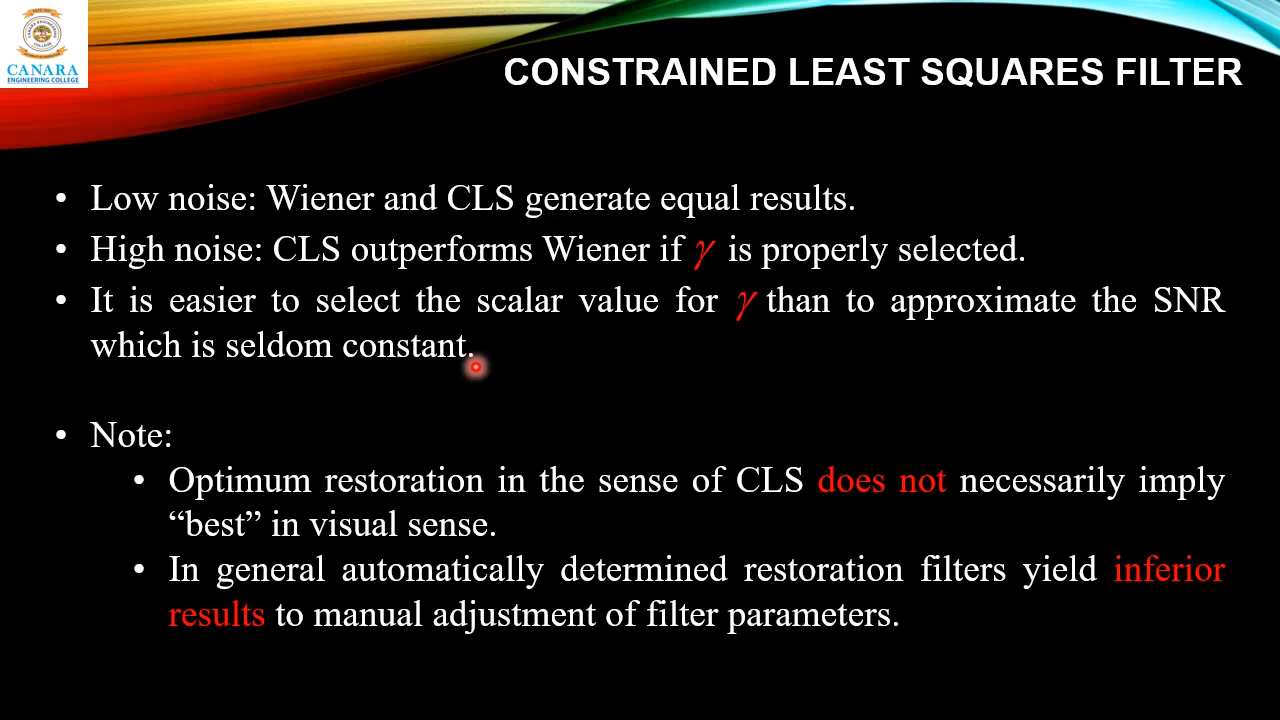 CANARA
ENGINEERING COLLEGE
CONSTRAINED LEAST SQUARES FILTER
• Low noise: Wiener and CLS generate equal results.
• High noise: CLS outperforms Wiener if γ is properly selected.
• It is easier to select the scalar value for γ than to approximate the SNR
which is seldom constant.
• Note:
• Optimum restoration in the sense of CLS does not necessarily imply
“best” in visual sense.
• In general automatically determined restoration filters yield inferior
results to manual adjustment of filter parameters.